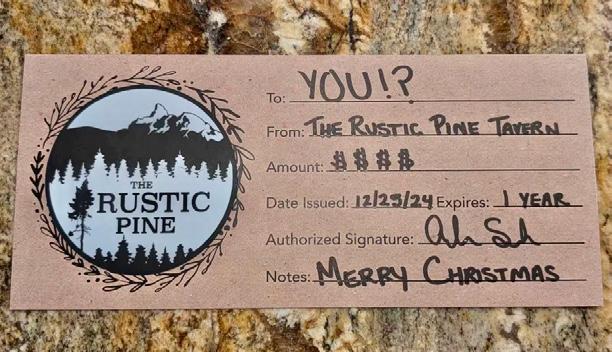 THE
RUSTIC
PINE
To: YOU!?
From: THE RUSTIC PINE TAVERN
Amount: $$$$
Date Issued: 12/25/24 Expires: 1 YEAR
Authorized Signature:
Notes: MERRY CHRISTMAS